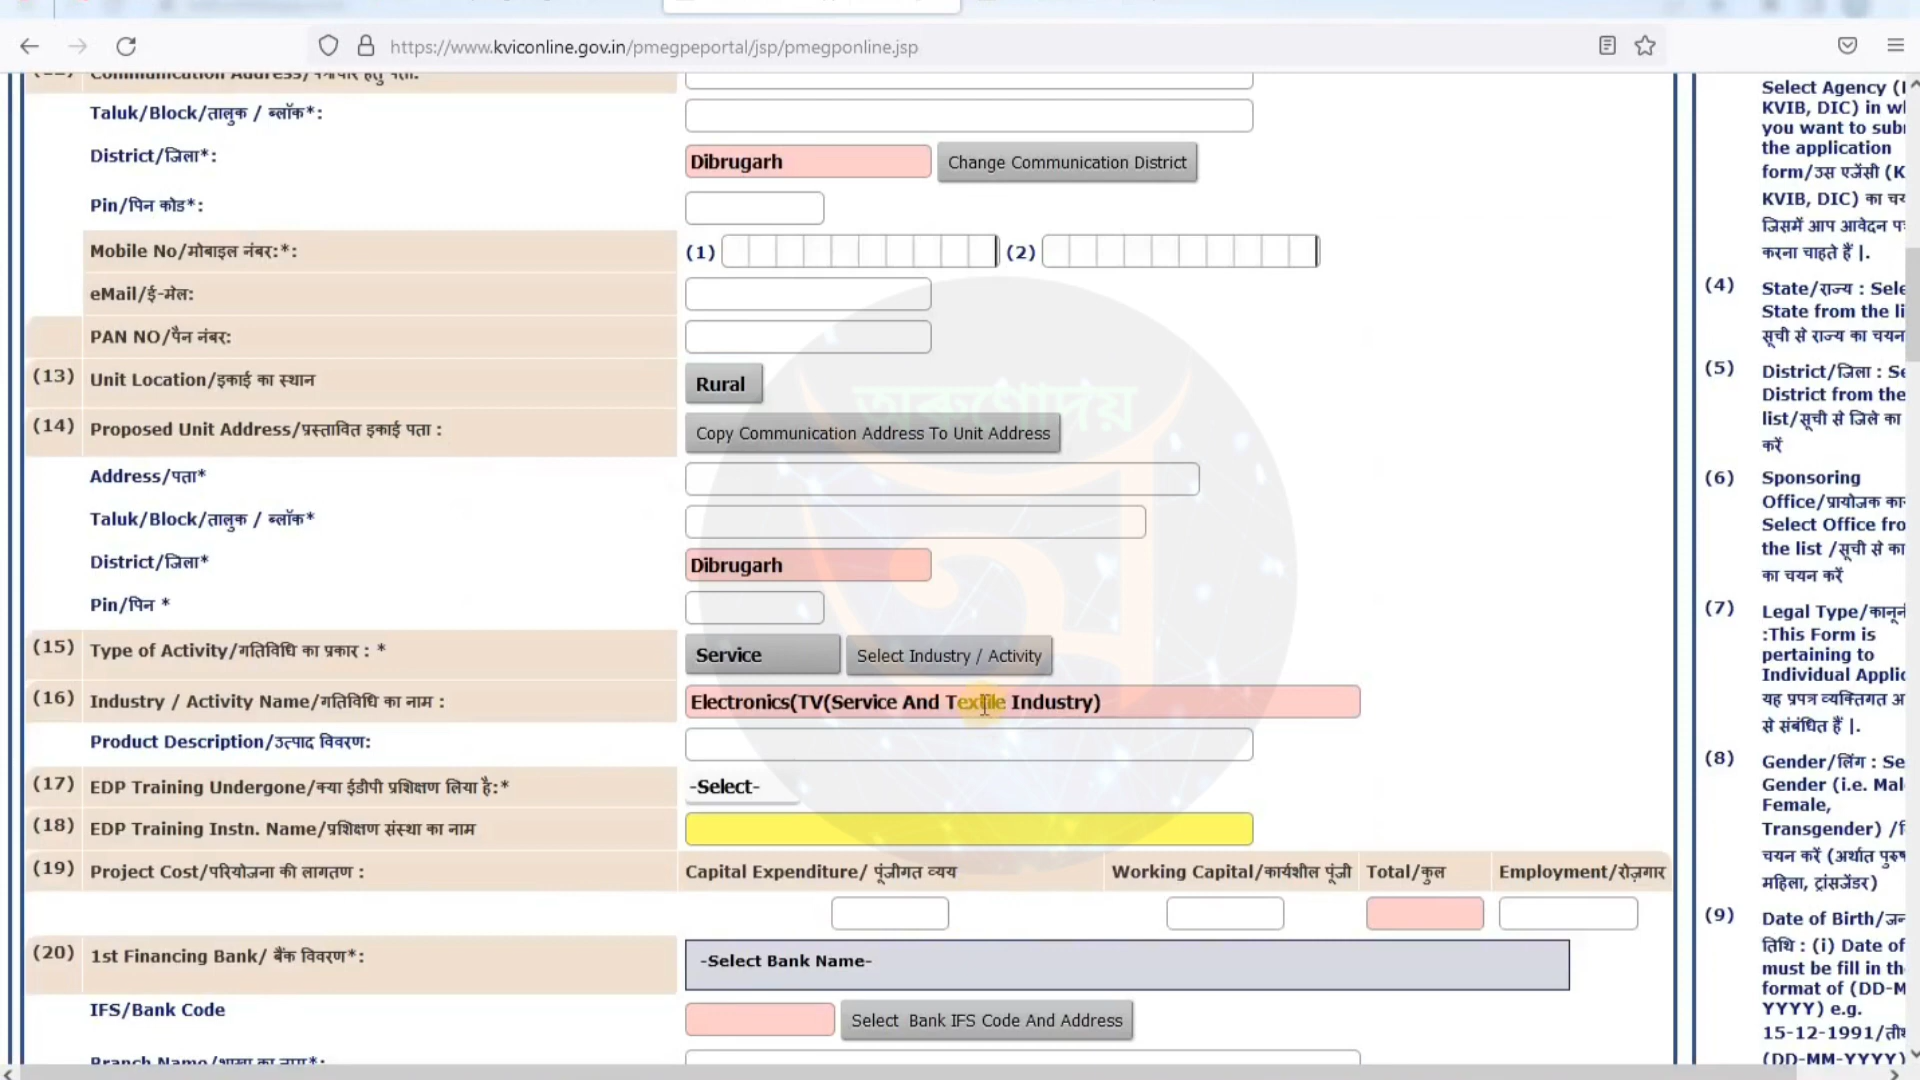 https://www.kviconline.gov.in/pmegpeportal/jsp/pmegponline.jsp
Taluk/Block/तालुक / ब्लॉक*:
District/जिला*:
Dibrugarh
Change Communication District
Pin/पिन कोड*:
Mobile No/मोबाइल नंबर:*:
(1)
(2)
eMail/ई-मेल:
PAN NO/पैन नंबर:
(13) Unit Location/इकाई का स्थान
Rural
(14) Proposed Unit Address/प्रस्तावित इकाई पता :
Copy Communication Address To Unit Address
Address/पता*
Taluk/Block/तालुक / ब्लॉक*
District/जिला*
Dibrugarh
Pin/पिन *
(15) Type of Activity/गतिविधि का प्रकार : *
Service
Select Industry / Activity
(16) Industry / Activity Name/गतिविधि का नाम :
Electronics(TV(Service And Textile Industry)
Product Description/उत्पाद विवरण:
(17) EDP Training Undergone/क्या ईडीपी प्रशिक्षण लिया है:*
-Select-
(18) EDP Training Instn. Name/प्रशिक्षण संस्था का नाम
(19) Project Cost/परियोजना की लागतण :
Capital Expenditure/ पूंजीगत व्यय
Working Capital/कार्यशील पूंजी
Total/कुल
Employment/रोज़गार
(20) 1st Financing Bank/ बैंक विवरण*:
-Select Bank Name-
IFS/Bank Code
Select Bank IFS Code And Address
অৰুণোদয়
অ
Select Agency
KVIB, DIC) in
you want to
the application
form/उस एजेंसी
KVIB, DIC) का
जिसमें आप आवेदन
करना चाहते हैं |.
(4) State/राज्य :
State from the
सूची से राज्य का चयन
(5) District/जिला :
District from the
list/सूची से जिले का
करें
(6) Sponsoring
Office/प्रायोजक
Select Office
the list /सूची से
का चयन करें
(7)
Legal Type/कानूनी
:This Form is
pertaining to
Individual
यह प्रपत्र व्यक्तिगत
से संबंधित हैं |.
(8) Gender/लिंग :
Gender (i.e.
Female,
Transgender)
चयन करें (अर्थात
महिला, ट्रांसजेंडर)
(9) Date of Birth/
तिथि : (i) Date of
must be fill in
format of
YYYY) e.g.
15-12-1991/
(DD-MM-YYYY)